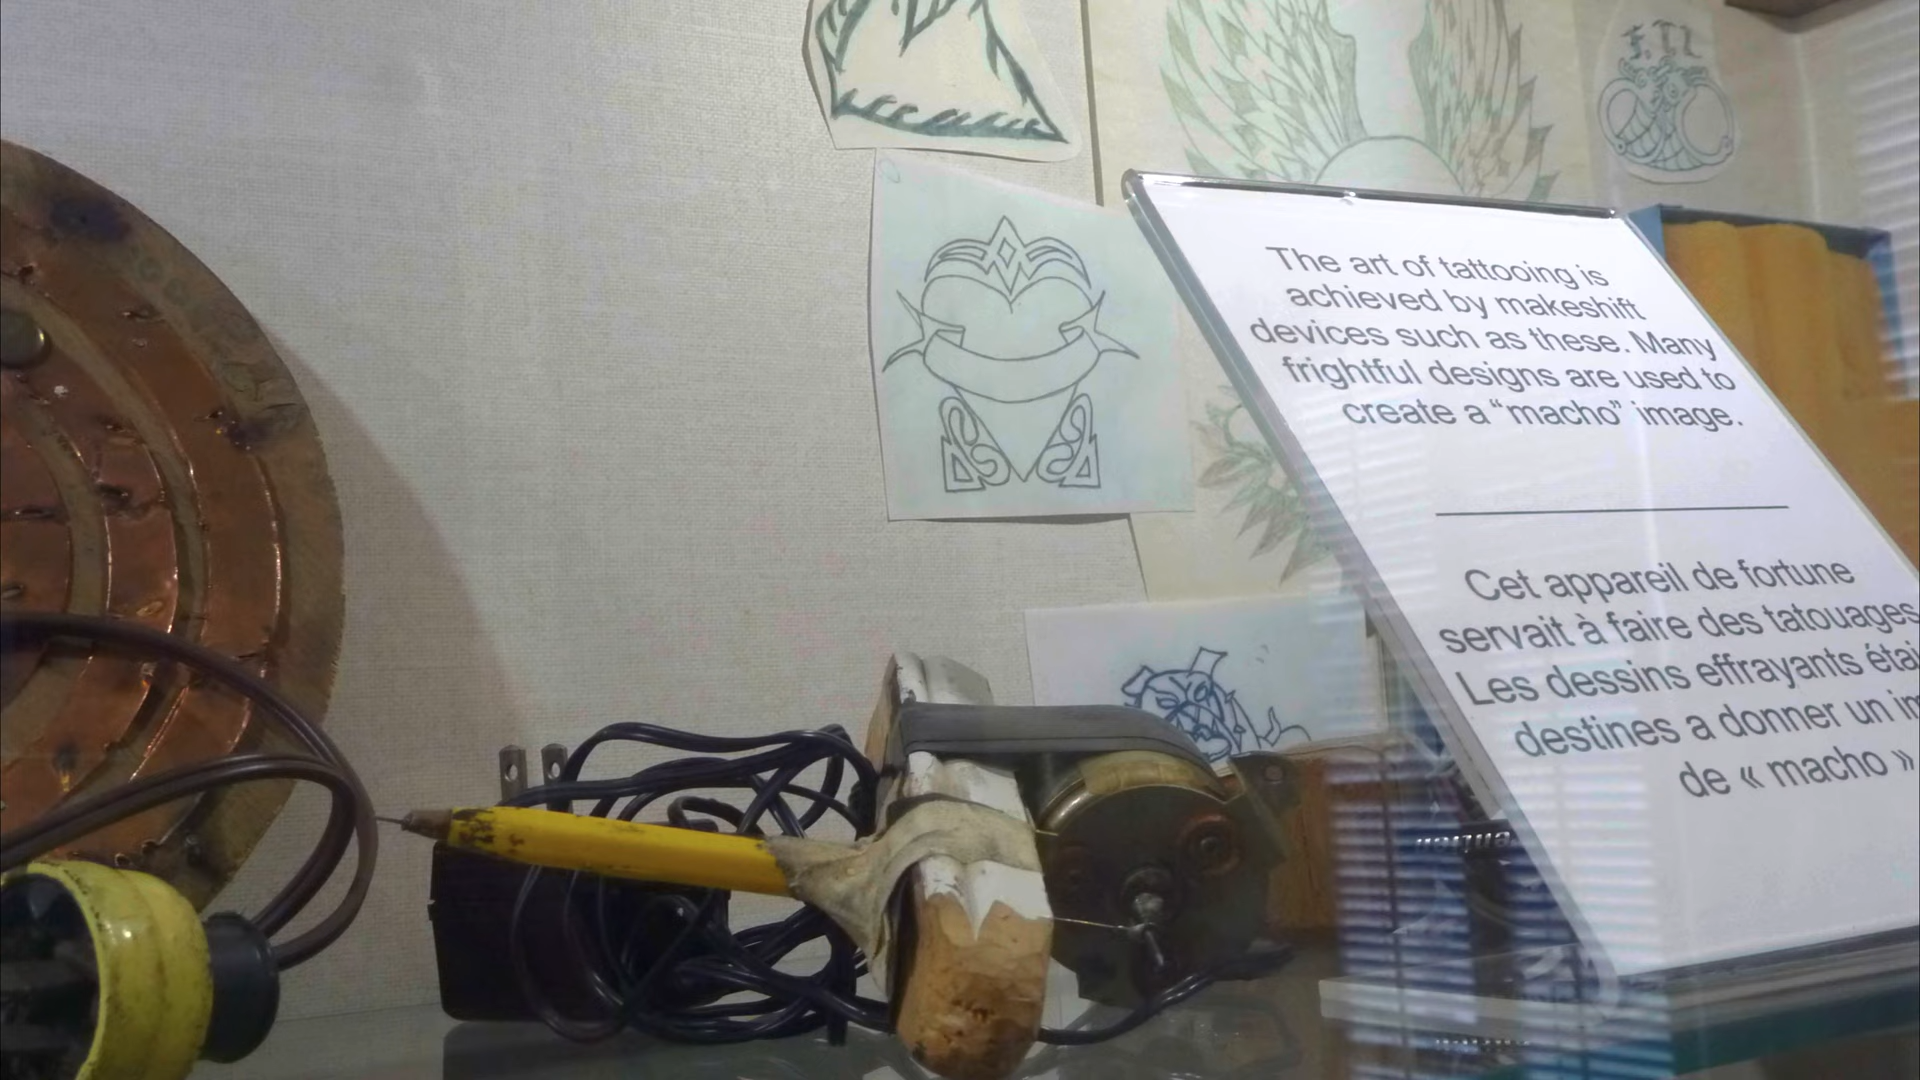 The art of tattooing is
achieved by makeshift
devices such as these. Many
frightful designs are used to
create a “macho” image.
Cet appareil de fortune
servait à faire des tatouages
Les dessins effrayants étai
destines a donner un im
de « macho »